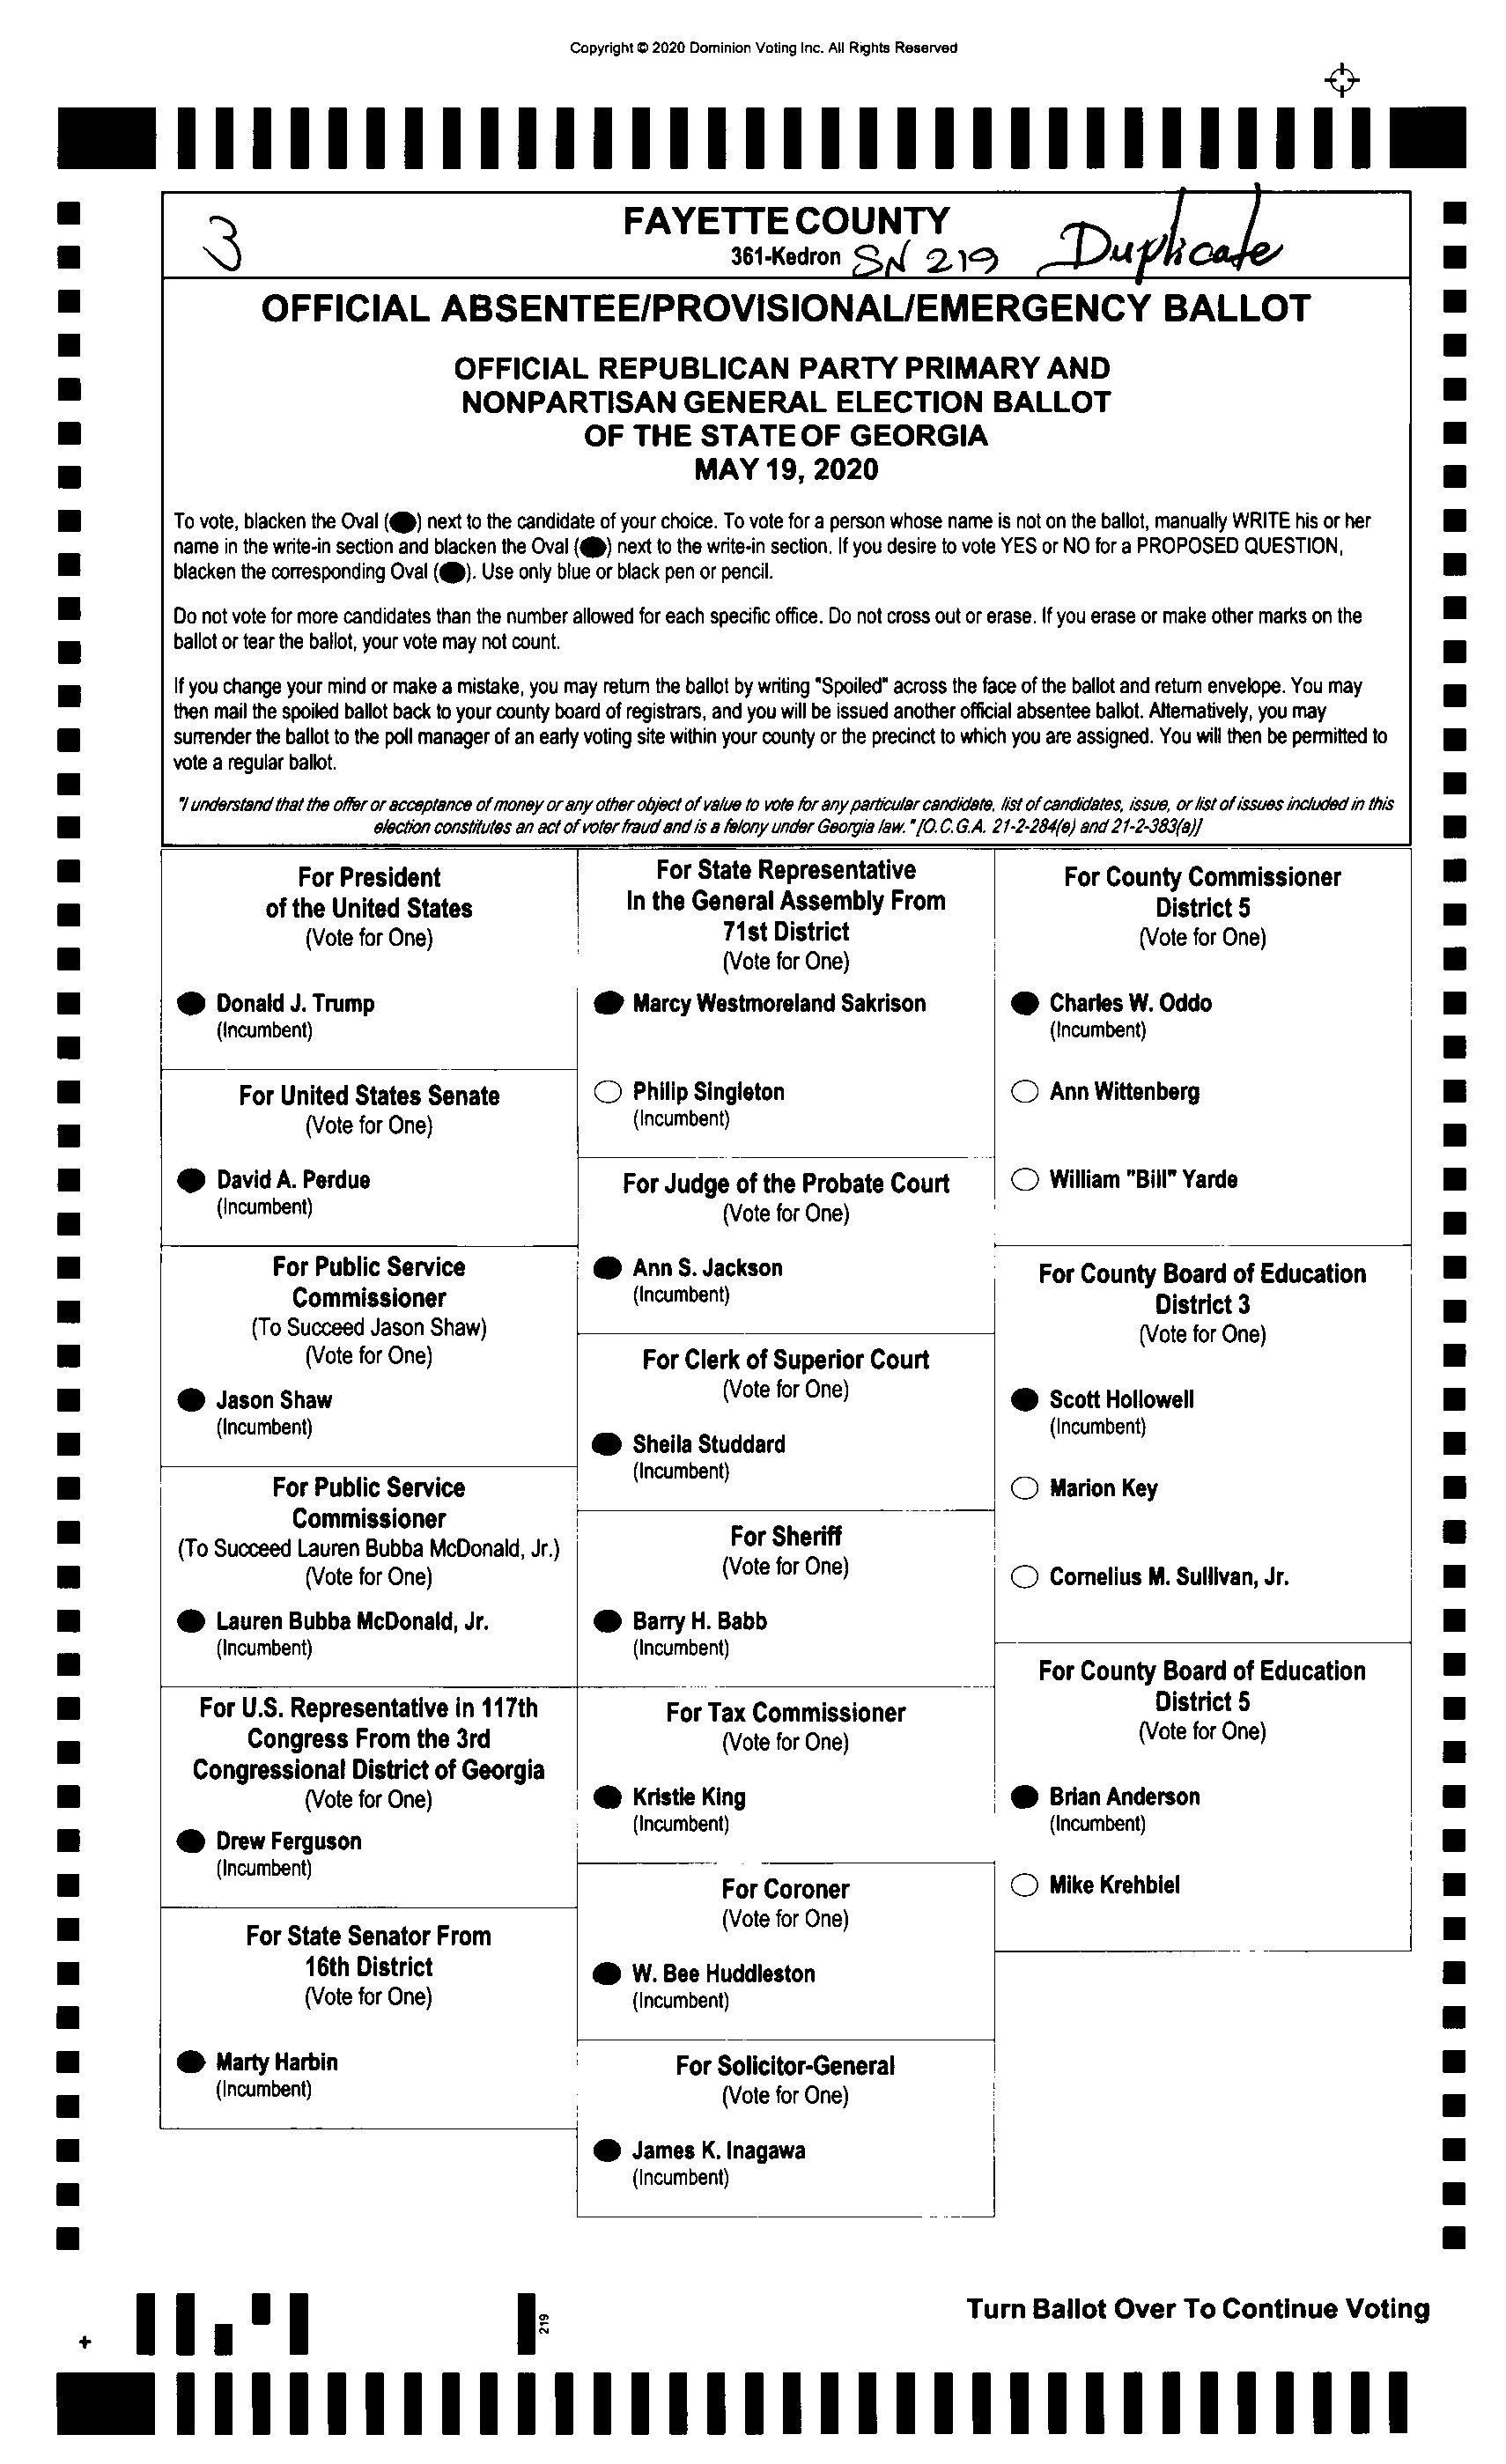 Copyright © 2020 Dominion Voting Inc. All Rights Reserved
3
FAYETTE COUNTY
361-Kedron SN 219
Duplicate
OFFICIAL ABSENTEE/PROVISIONAL/EMERGENCY BALLOT
OFFICIAL REPUBLICAN PARTY PRIMARY AND
NONPARTISAN GENERAL ELECTION BALLOT
OF THE STATE OF GEORGIA
MAY 19, 2020
To vote, blacken the Oval (⬬) next to the candidate of your choice. To vote for a person whose name is not on the ballot, manually WRITE his or her
name in the write-in section and blacken the Oval (⬬) next to the write-in section. If you desire to vote YES or NO for a PROPOSED QUESTION,
blacken the corresponding Oval (⬬). Use only blue or black pen or pencil.
Do not vote for more candidates than the number allowed for each specific office. Do not cross out or erase. If you erase or make other marks on the
ballot or tear the ballot, your vote may not count.
If you change your mind or make a mistake, you may return the ballot by writing "Spoiled" across the face of the ballot and return envelope. You may
then mail the spoiled ballot back to your county board of registrars, and you will be issued another official absentee ballot. Alternatively, you may
surrender the ballot to the poll manager of an early voting site within your county or the precinct to which you are assigned. You will then be permitted to
vote a regular ballot.
"I understand that the offer or acceptance of money or any other object of value to vote for any particular candidate, list of candidates, issue, or list of issues included in this
election constitutes an act of voter fraud and is a felony under Georgia law." [O.C.G.A. 21-2-284(e) and 21-2-383(a)]
For President
of the United States
(Vote for One)
Donald J. Trump
(Incumbent)
For United States Senate
(Vote for One)
David A. Perdue
(Incumbent)
For Public Service
Commissioner
(To Succeed Jason Shaw)
(Vote for One)
Jason Shaw
(Incumbent)
For Public Service
Commissioner
(To Succeed Lauren Bubba McDonald, Jr.)
(Vote for One)
Lauren Bubba McDonald, Jr.
(Incumbent)
For U.S. Representative in 117th
Congress From the 3rd
Congressional District of Georgia
(Vote for One)
Drew Ferguson
(Incumbent)
For State Senator From
16th District
(Vote for One)
Marty Harbin
(Incumbent)
For State Representative
In the General Assembly From
71st District
(Vote for One)
Marcy Westmoreland Sakrison
Philip Singleton
(Incumbent)
For Judge of the Probate Court
(Vote for One)
Ann S. Jackson
(Incumbent)
For Clerk of Superior Court
(Vote for One)
Sheila Studdard
(Incumbent)
For Sheriff
(Vote for One)
Barry H. Babb
(Incumbent)
For Tax Commissioner
(Vote for One)
Kristie King
(Incumbent)
For Coroner
(Vote for One)
W. Bee Huddleston
(Incumbent)
For Solicitor-General
(Vote for One)
James K. Inagawa
(Incumbent)
For County Commissioner
District 5
(Vote for One)
Charles W. Oddo
(Incumbent)
Ann Wittenberg
William "Bill" Yarde
For County Board of Education
District 3
(Vote for One)
Scott Hollowell
(Incumbent)
Marion Key
Cornelius M. Sullivan, Jr.
For County Board of Education
District 5
(Vote for One)
Brian Anderson
(Incumbent)
Mike Krehbiel
Turn Ballot Over To Continue Voting
219